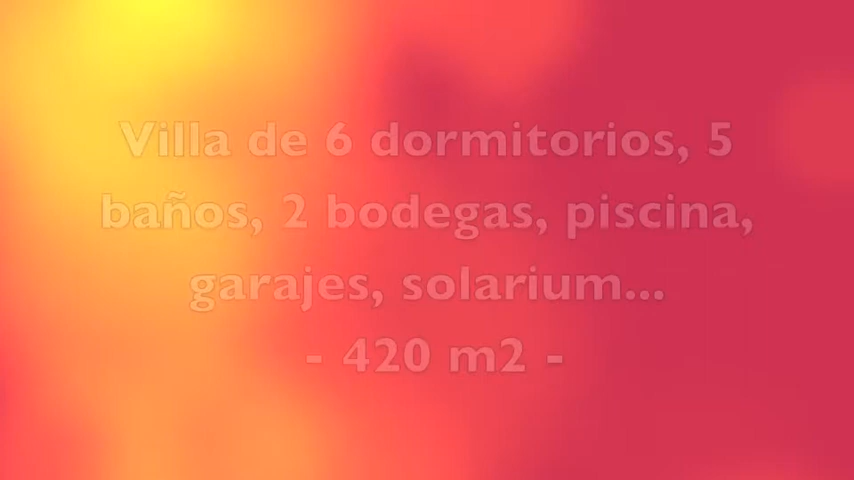 Villa de 6 dormitorios, 5
baños, 2 bodegas, piscina,
garajes, solarium...
- 420 m2 -